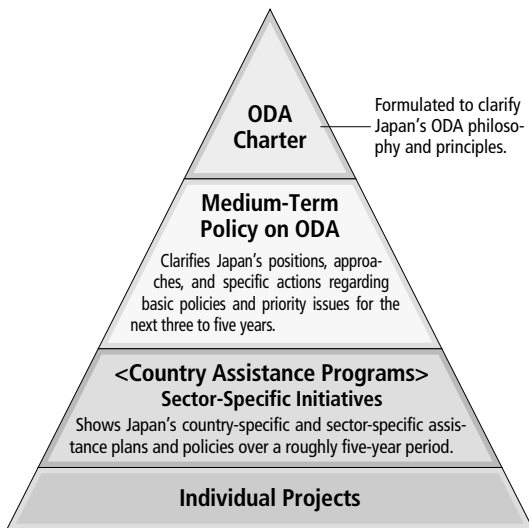 ODA
Charter
Formulated to clarify
Japan's ODA philoso-
phy and principles.
Medium-Term
Policy on ODA
Clarifies Japan's positions, approa-
ches, and specific actions regarding
basic policies and priority issues for the
next three to five years.
<Country Assistance Programs>
Sector-Specific Initiatives
Shows Japan's country-specific and sector-specific assis-
tance plans and policies over a roughly five-year period.
Individual Projects